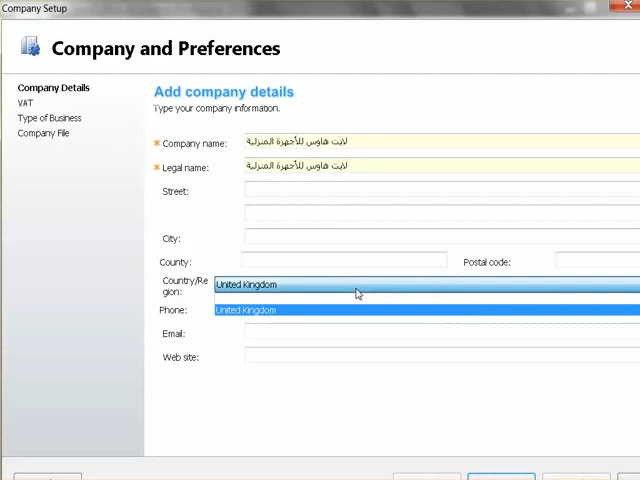 Company Setup
Company and Preferences
Company Details
VAT
Type of Business
Company File
Add company details
Type your company information.
* Company name:
لايت هاوس للأجهزة المنزلية
* Legal name:
لايت هاوس للأجهزة المنزلية
Street:
City:
County:
Postal code:
Country/Re
gion:
United Kingdom
Phone:
United Kingdom
Email:
Web site: